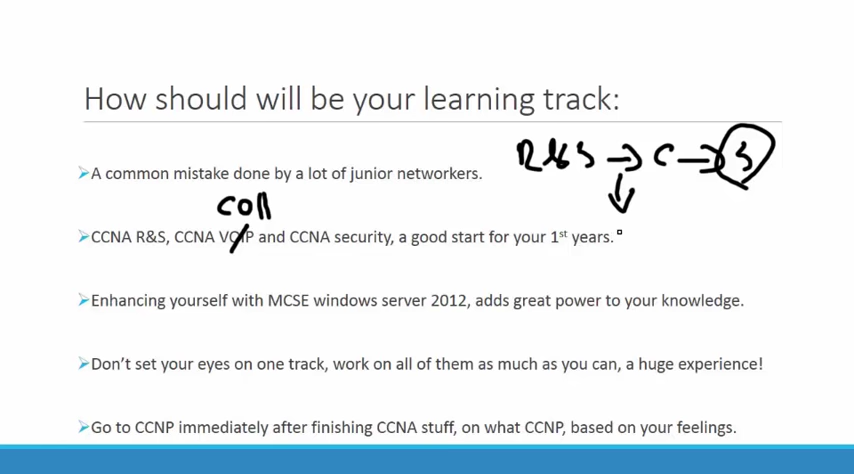 How should will be your learning track:
R&S → C → S
A common mistake done by a lot of junior networkers.
Coll
CCNA R&S, CCNA VOIP and CCNA security, a good start for your 1st years.
Enhancing yourself with MCSE windows server 2012, adds great power to your knowledge.
Don't set your eyes on one track, work on all of them as much as you can, a huge experience!
Go to CCNP immediately after finishing CCNA stuff, on what CCNP, based on your feelings.